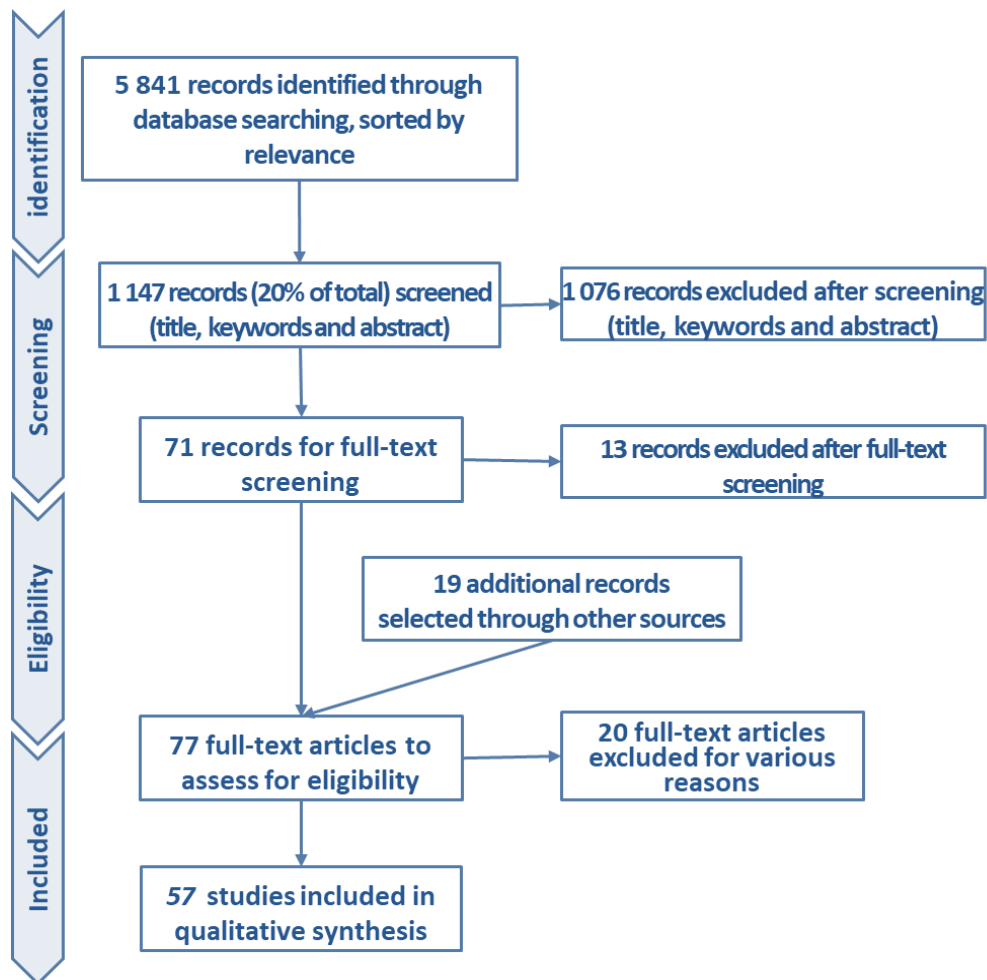 identification
5 841 records identified through
database searching, sorted by
relevance
Screening
1 147 records (20% of total) screened
(title, keywords and abstract)
1 076 records excluded after screening
(title, keywords and abstract)
71 records for full-text
screening
13 records excluded after full-text
screening
Eligibility
19 additional records
selected through other sources
77 full-text articles to
assess for eligibility
20 full-text articles
excluded for various
reasons
Included
57 studies included in
qualitative synthesis